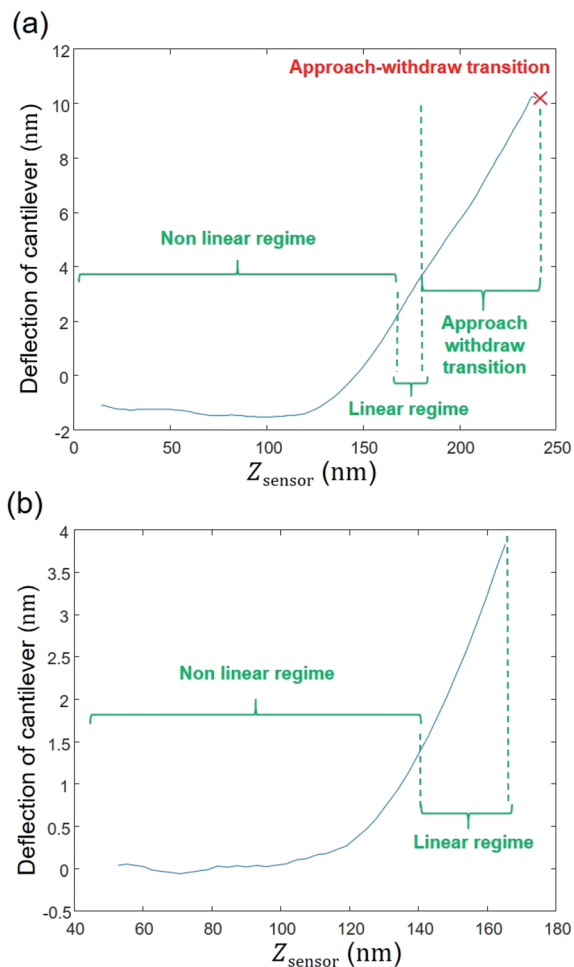 (a)
Approach-withdraw transition
12
10
8
6
4
2
0
-2
Deflection of cantilever (nm)
Non linear regime
Approach
withdraw
transition
Linear regime
0
50
100
150
200
250
Zsensor (nm)
(b)
4
3.5
3
2.5
2
1.5
1
0.5
0
-0.5
Deflection of cantilever (nm)
Non linear regime
Linear regime
40
60
80
100
120
140
160
180
Zsensor (nm)